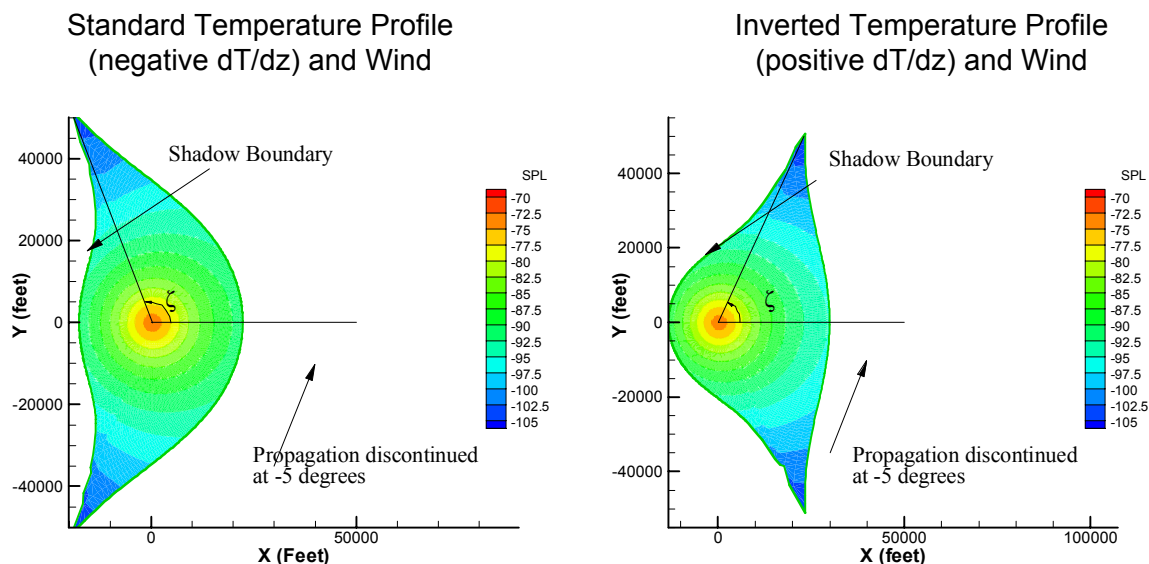 Standard Temperature Profile
(negative dT/dz) and Wind
Inverted Temperature Profile
(positive dT/dz) and Wind
Shadow Boundary
SPL
-70
-72.5
-75
-77.5
-80
-82.5
-85
-87.5
-90
-92.5
-95
-97.5
-100
-102.5
-105
40000
20000
0
-20000
-40000
Y (feet)
ζ
Propagation discontinued
at -5 degrees
0
50000
X (Feet)
Shadow Boundary
SPL
-70
-72.5
-75
-77.5
-80
-82.5
-85
-87.5
-90
-92.5
-95
-97.5
-100
-102.5
-105
40000
20000
0
-20000
-40000
Y (feet)
ζ
Propagation discontinued
at -5 degrees
0
50000
100000
X (feet)